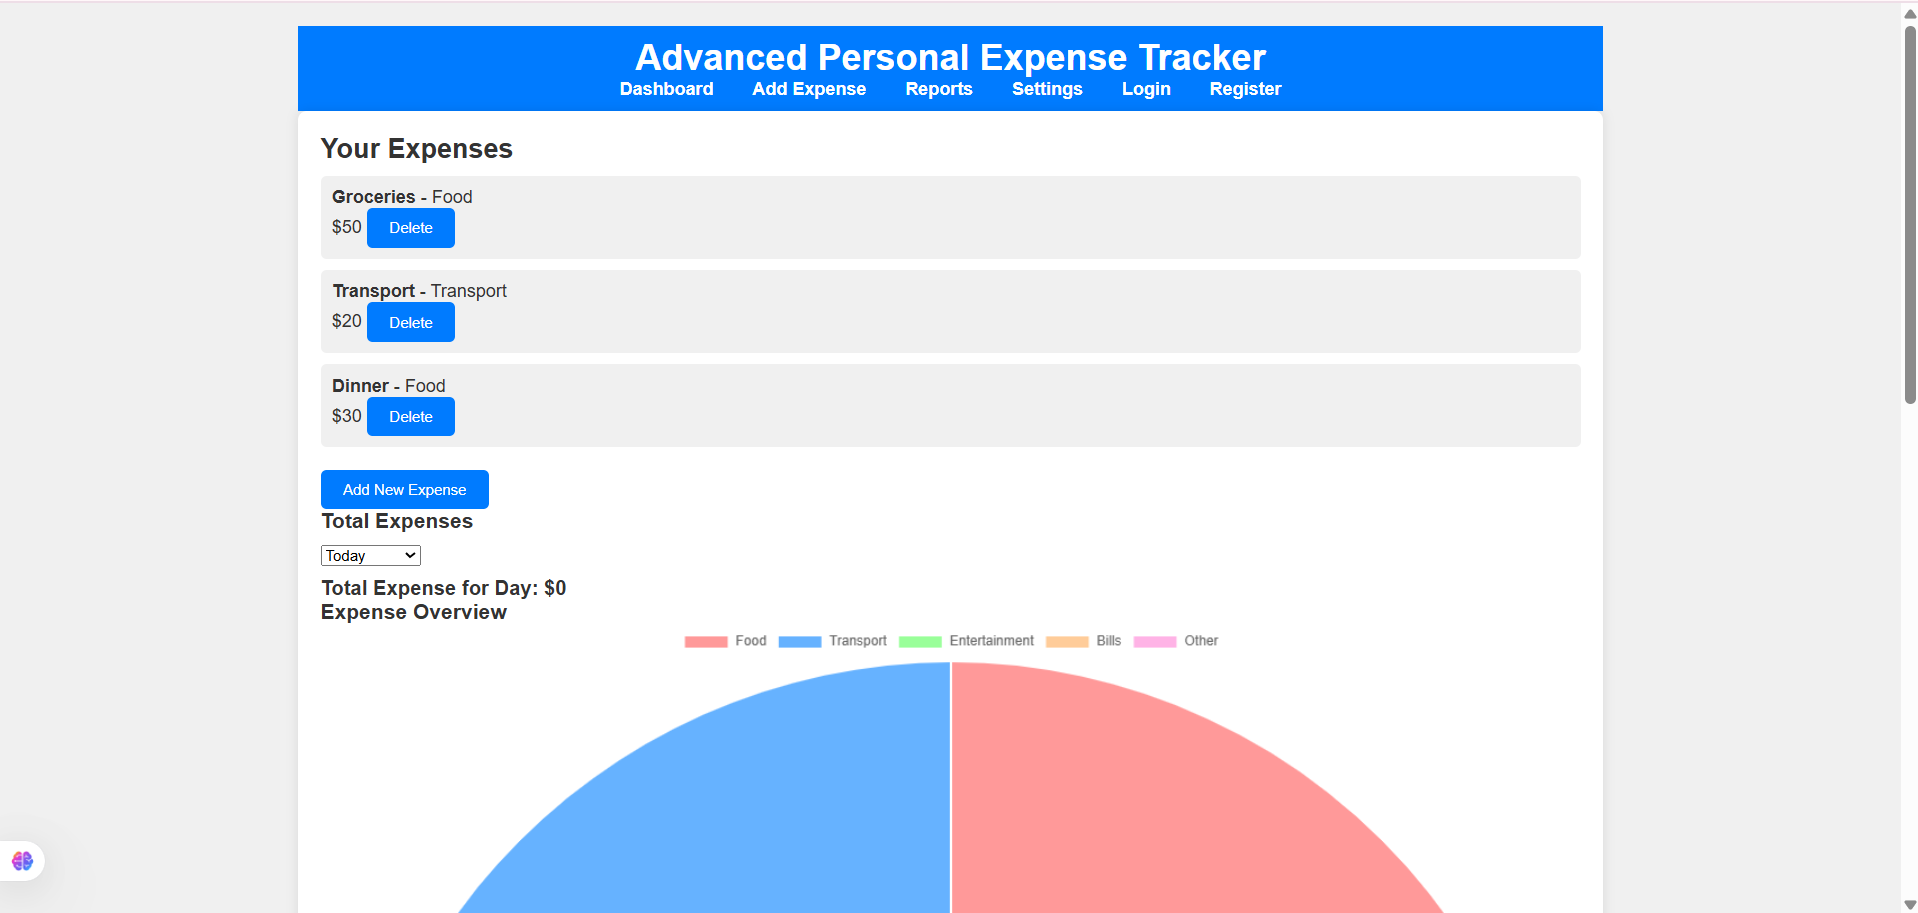 Advanced Personal Expense Tracker
Dashboard Add Expense Reports Settings Login Register
Your Expenses
Groceries - Food
$50 Delete
Transport - Transport
$20 Delete
Dinner - Food
$30 Delete
Add New Expense
Total Expenses
Today
Total Expense for Day: $0
Expense Overview
Food Transport Entertainment Bills Other